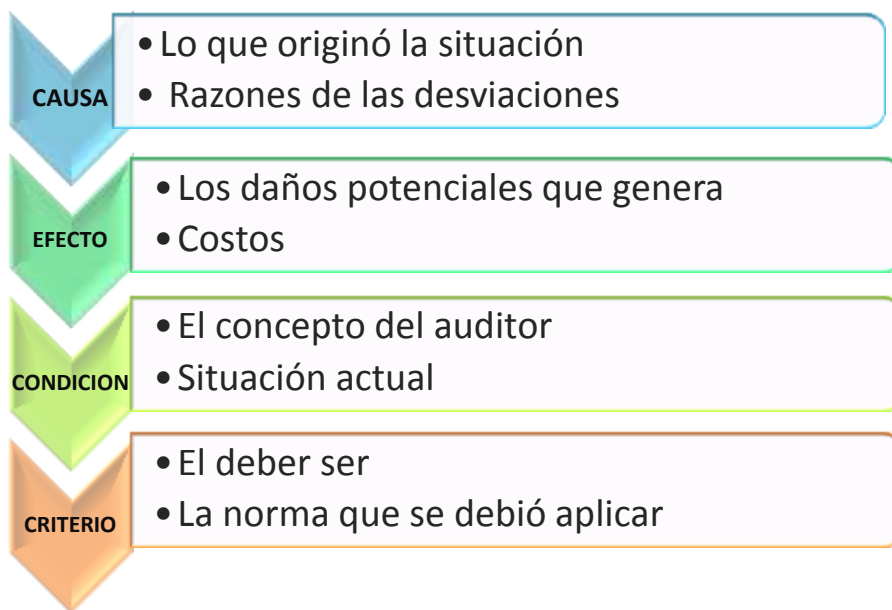 CAUSA
• Lo que originó la situación
• Razones de las desviaciones
EFECTO
• Los daños potenciales que genera
• Costos
CONDICION
• El concepto del auditor
• Situación actual
CRITERIO
• El deber ser
• La norma que se debió aplicar